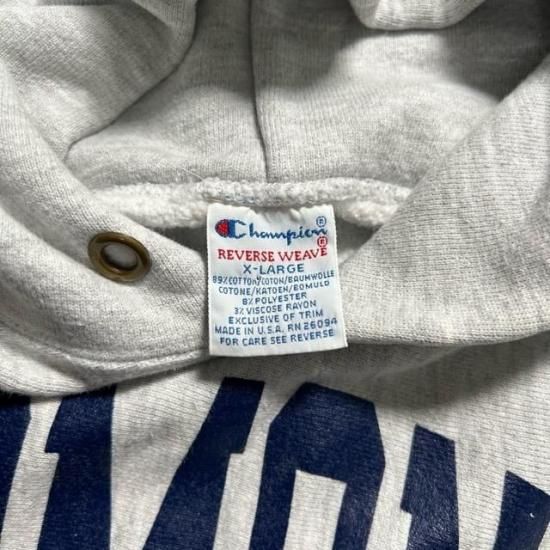 Champion®
REVERSE WEAVE®
X-LARGE
89% COTTON/COTON/BAUMWOLLE
COTONE/KATOEN/BOMULD
8% POLYESTER
3% VISCOSE RAYON
EXCLUSIVE OF TRIM
MADE IN U.S.A. RN 26094
FOR CARE SEE REVERSE